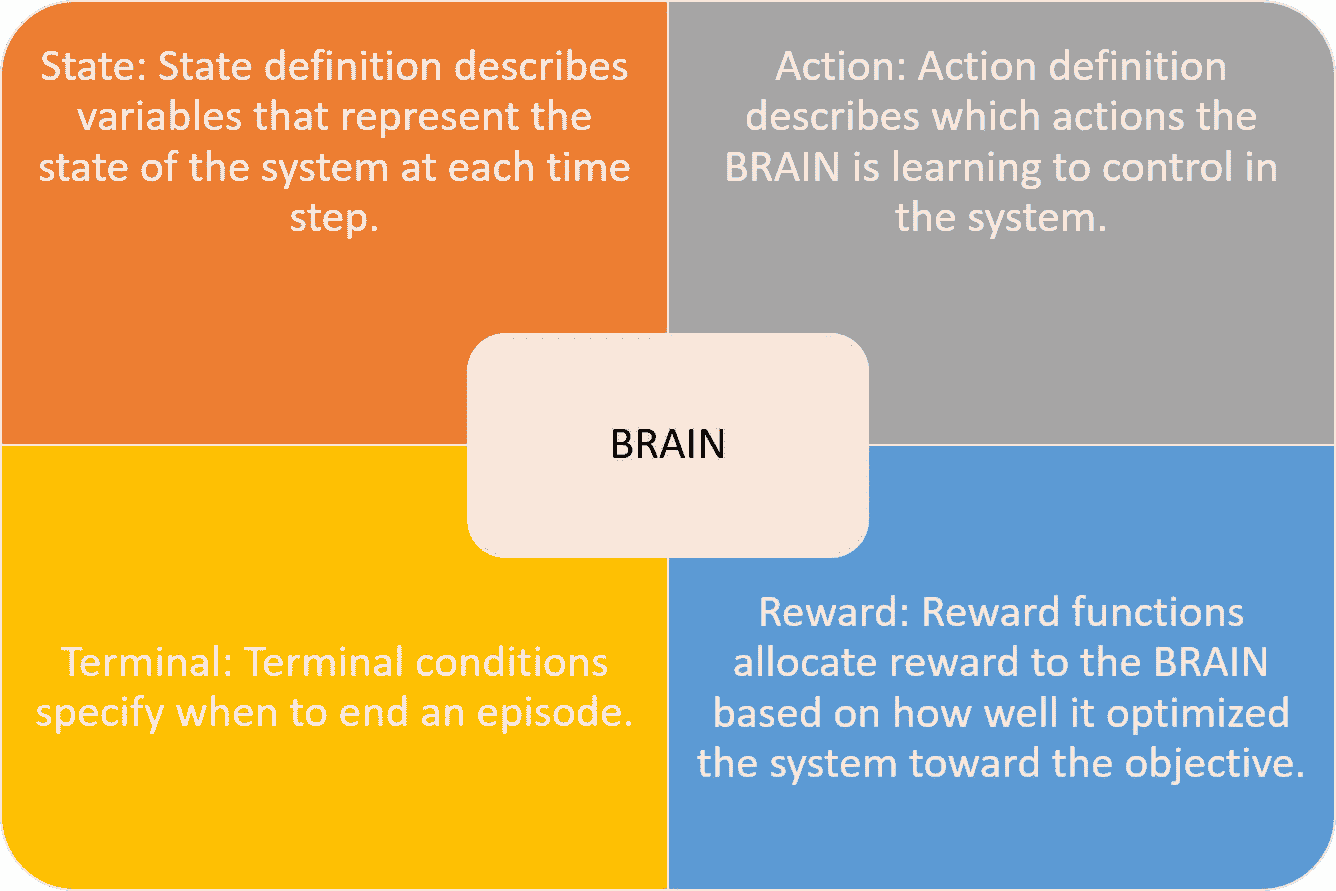 State: State definition describes
variables that represent the
state of the system at each time
step.
Action: Action definition
describes which actions the
BRAIN is learning to control in
the system.
BRAIN
Terminal: Terminal conditions
specify when to end an episode.
Reward: Reward functions
allocate reward to the BRAIN
based on how well it optimized
the system toward the objective.